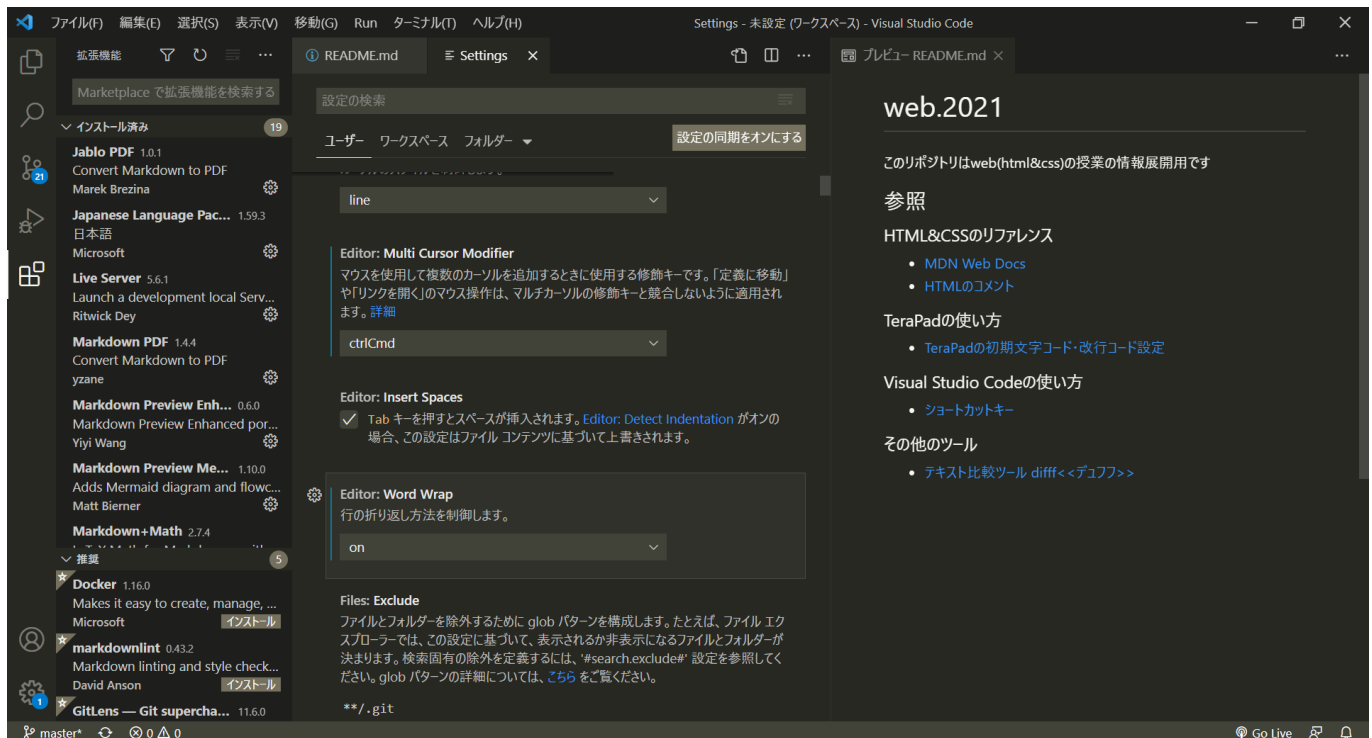 ファイル(F) 編集(E) 選択(S) 表示(V) 移動(G) Run ターミナル(T) ヘルプ(H) Settings - 未設定 (ワークスペース) - Visual Studio Code
拡張機能
Marketplace で拡張機能を検索する
インストール済み 19
Jablo PDF 1.0.1
Convert Markdown to PDF
Marek Brezina
Japanese Language Pac... 1.59.3
日本語
Microsoft
Live Server 5.6.1
Launch a development local Serv...
Ritwick Dey
Markdown PDF 1.4.4
Convert Markdown to PDF
yzane
Markdown Preview Enh... 0.6.0
Markdown Preview Enhanced por...
Yiyi Wang
Markdown Preview Me... 1.10.0
Adds Mermaid diagram and flowc...
Matt Bierner
Markdown+Math 2.7.4
推奨 5
Docker 1.16.0
Makes it easy to create, manage, ...
Microsoft インストール
markdownlint 0.43.2
Markdown linting and style check...
David Anson インストール
GitLens — Git supercha... 11.6.0
21
1
README.md Settings
設定の検索
ユーザー ワークスペース フォルダー 設定の同期をオンにする
line
Editor: Multi Cursor Modifier
マウスを使用して複数のカーソルを追加するときに使用する修飾キーです。「定義に移動」
や「リンクを開く」のマウス操作は、マルチカーソルの修飾キーと競合しないように適用され
ます。詳細
ctrlCmd
Editor: Insert Spaces
Tab キーを押すとスペースが挿入されます。Editor: Detect Indentation がオンの
場合、この設定はファイル コンテンツに基づいて上書きされます。
Editor: Word Wrap
行の折り返し方法を制御します。
on
Files: Exclude
ファイルとフォルダーを除外するために glob パターンを構成します。たとえば、ファイル エク
スプローラーでは、この設定に基づいて、表示されるか非表示になるファイルとフォルダーが
決まります。検索固有の除外を定義するには、'#search.exclude#' 設定を参照してく
ださい。glob パターンの詳細については、こちら をご覧ください。
**/.git
プレビュー README.md
web.2021
このリポジトリはweb(html&css)の授業の情報展開用です
参照
HTML&CSSのリファレンス
MDN Web Docs
HTMLのコメント
TeraPadの使い方
TeraPadの初期文字コード・改行コード設定
Visual Studio Codeの使い方
ショートカットキー
その他のツール
テキスト比較ツール difff<<デュフフ>>
master* 0 0 Go Live